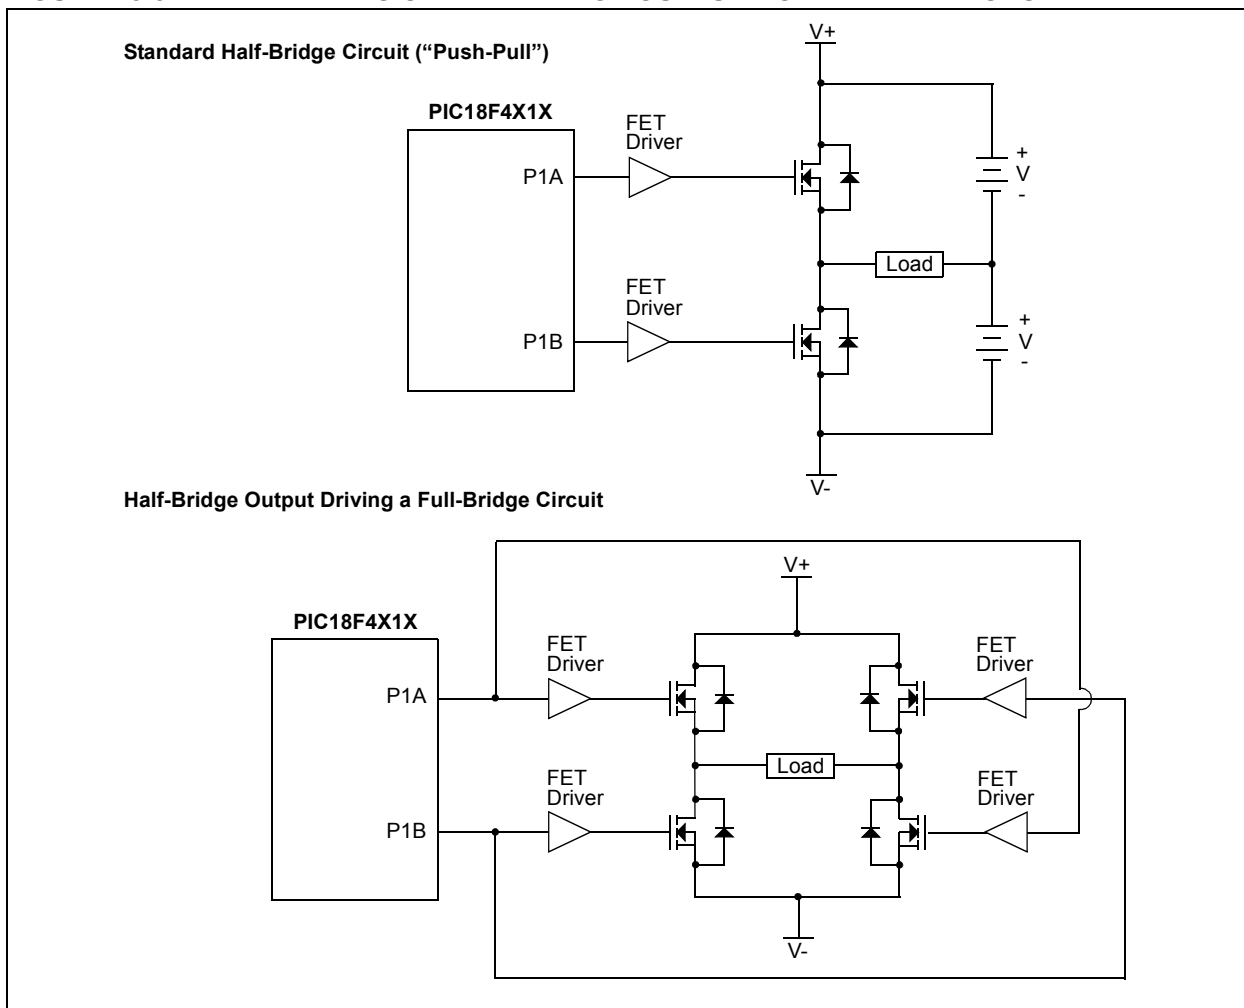 V+
Standard Half-Bridge Circuit (“Push-Pull”)
PIC18F4X1X
FET
Driver
P1A
+
V
-
Load
FET
Driver
P1B
+
V
-
V-
Half-Bridge Output Driving a Full-Bridge Circuit
V+
PIC18F4X1X
FET
Driver
FET
Driver
P1A
Load
FET
Driver
FET
Driver
P1B
V-